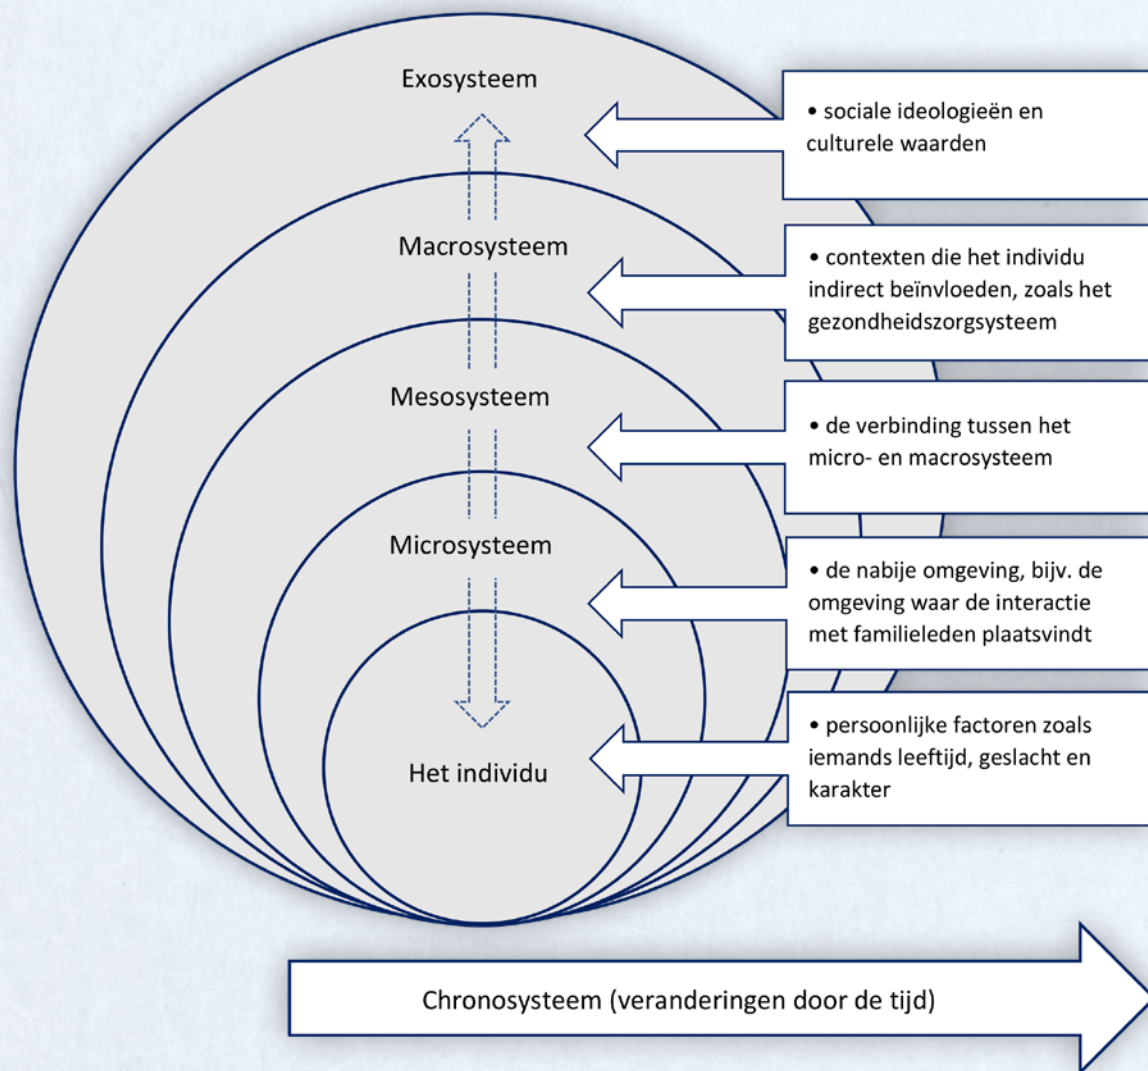 Exosysteem
• sociale ideologieën en
culturele waarden
Macrosysteem
• contexten die het individu
indirect beïnvloeden, zoals het
gezondheidszorgsysteem
Mesosysteem
• de verbinding tussen het
micro- en macrosysteem
Microsysteem
• de nabije omgeving, bijv. de
omgeving waar de interactie
met familieleden plaatsvindt
Het individu
• persoonlijke factoren zoals
iemands leeftijd, geslacht en
karakter
Chronosysteem (veranderingen door de tijd)